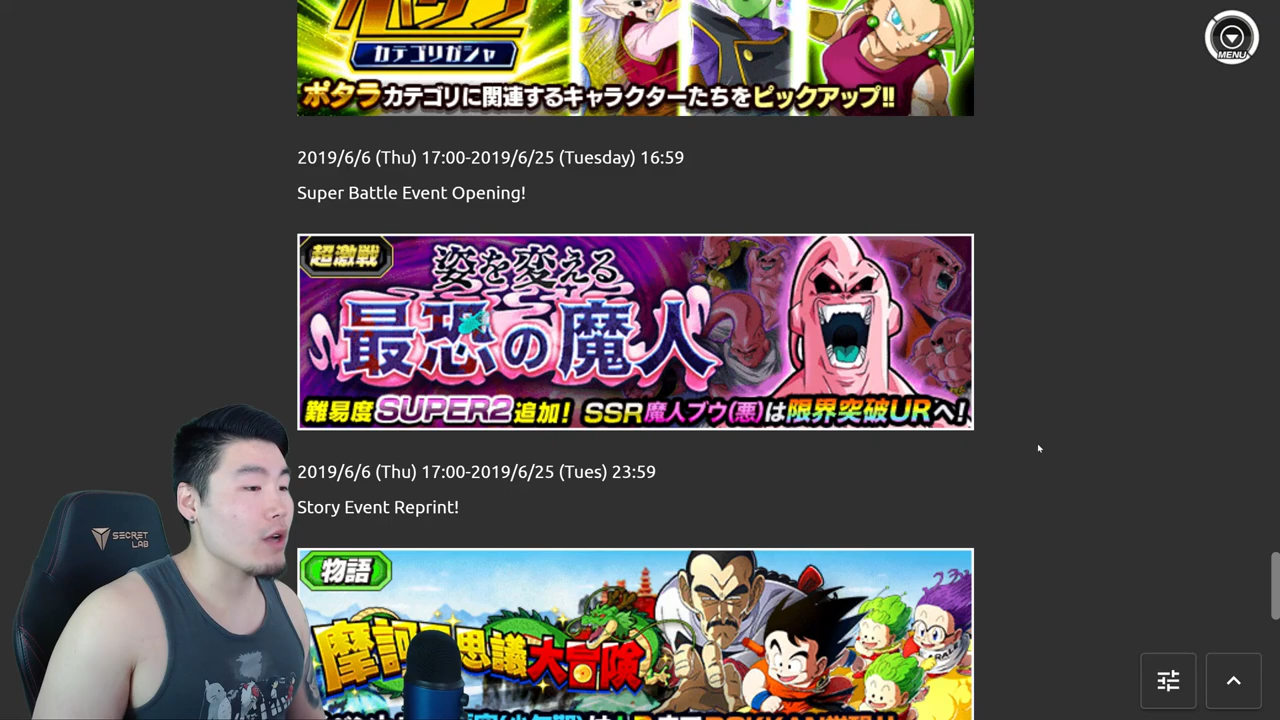 カテゴリガシャ
ポタラカテゴリに関連するキャラクターたちをピックアップ!!
MENU
2019/6/6 (Thu) 17:00-2019/6/25 (Tuesday) 16:59
Super Battle Event Opening!
超激戦
姿を変える
最恐の魔人
難易度SUPER2追加! SSR魔人ブウ(悪)は限界突破URへ!
2019/6/6 (Thu) 17:00-2019/6/25 (Tues) 23:59
Story Event Reprint!
物語
大冒険
SECRET
LAB